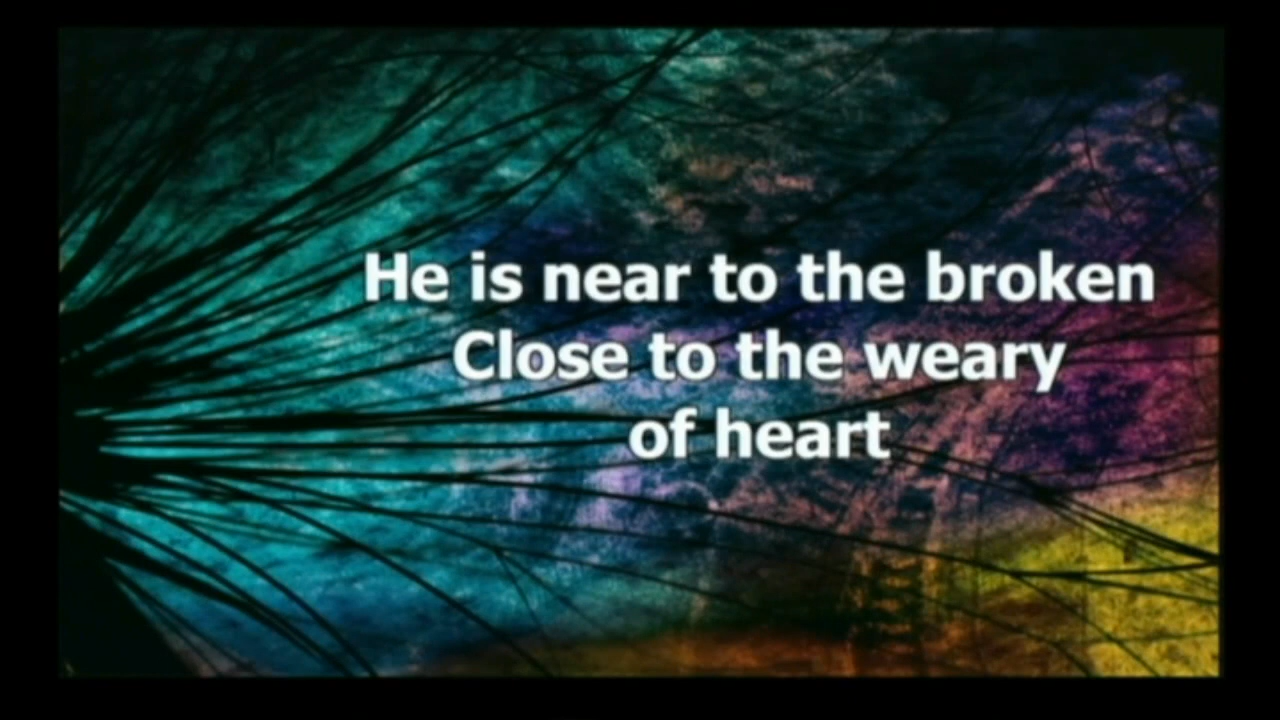 He is near to the broken
Close to the weary
of heart